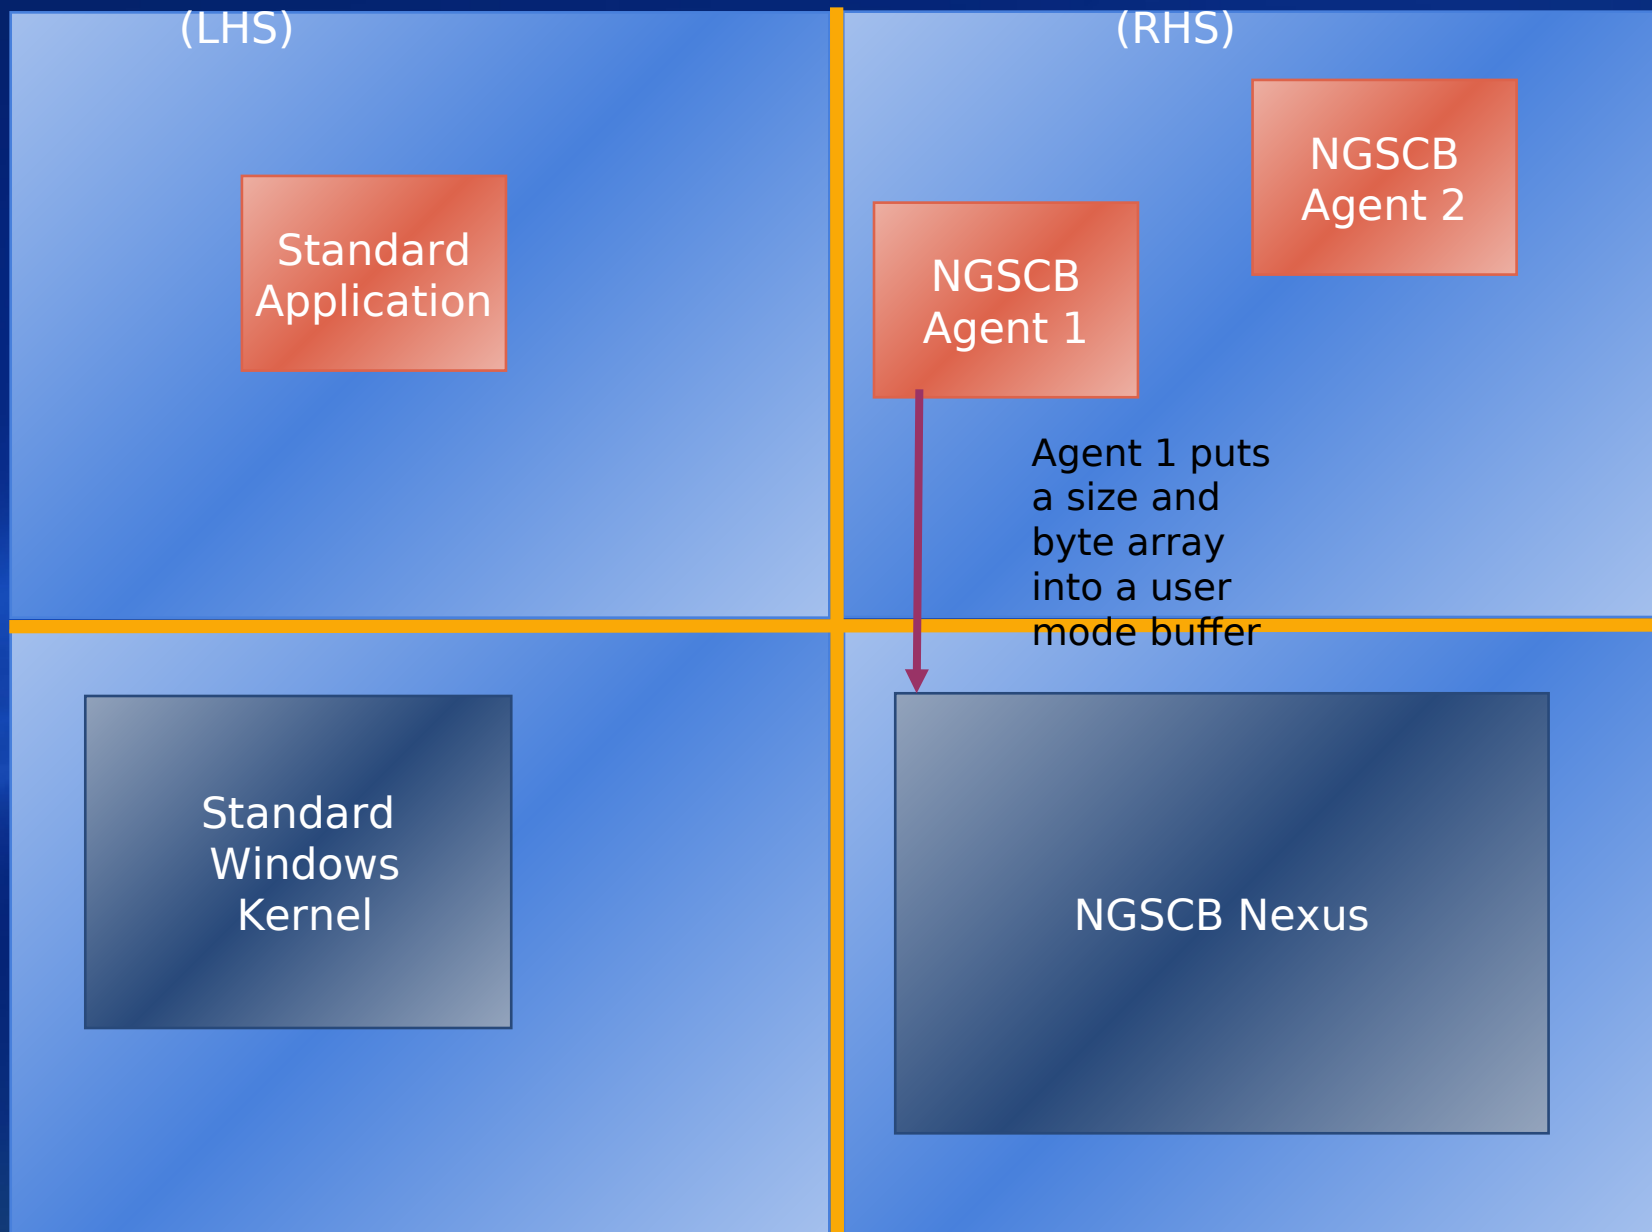 (LHS)
(RHS)
Standard
Application
NGSCB
Agent 1
NGSCB
Agent 2
Agent 1 puts
a size and
byte array
into a user
mode buffer
Standard
Windows
Kernel
NGSCB Nexus